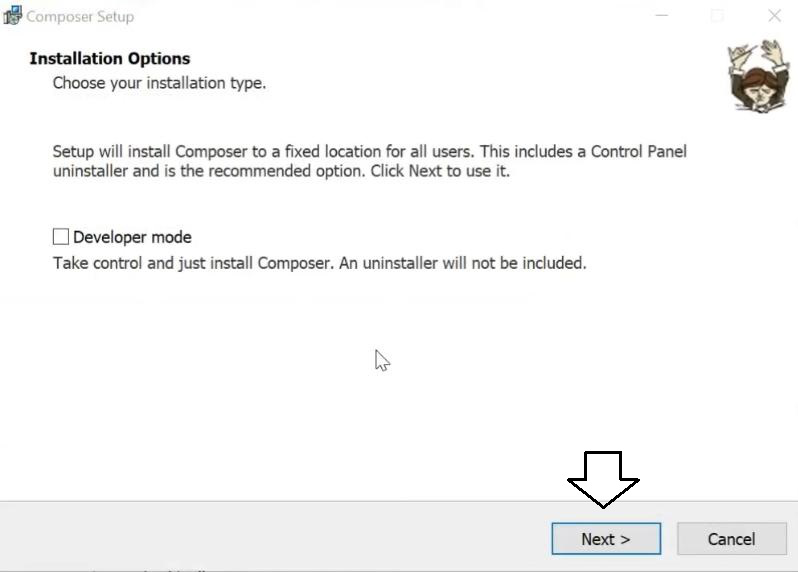 Composer Setup
Installation Options
Choose your installation type.
Setup will install Composer to a fixed location for all users. This includes a Control Panel
uninstaller and is the recommended option. Click Next to use it.
Developer mode
Take control and just install Composer. An uninstaller will not be included.
Next >
Cancel